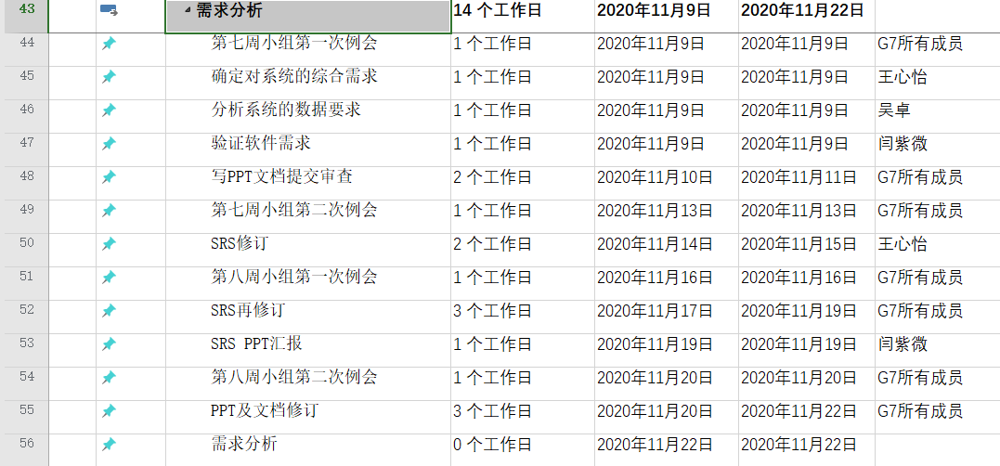 43 需求分析 14 个工作日 2020年11月9日 2020年11月22日
44 第七周小组第一次例会 1 个工作日 2020年11月9日 2020年11月9日 G7所有成员
45 确定对系统的综合需求 1 个工作日 2020年11月9日 2020年11月9日 王心怡
46 分析系统的数据要求 1 个工作日 2020年11月9日 2020年11月9日 吴卓
47 验证软件需求 1 个工作日 2020年11月9日 2020年11月9日 闫紫微
48 写PPT文档提交审查 2 个工作日 2020年11月10日 2020年11月11日 G7所有成员
49 第七周小组第二次例会 1 个工作日 2020年11月13日 2020年11月13日 G7所有成员
50 SRS修订 2 个工作日 2020年11月14日 2020年11月15日 王心怡
51 第八周小组第一次例会 1 个工作日 2020年11月16日 2020年11月16日 G7所有成员
52 SRS再修订 3 个工作日 2020年11月17日 2020年11月19日 G7所有成员
53 SRS PPT汇报 1 个工作日 2020年11月19日 2020年11月19日 闫紫微
54 第八周小组第二次例会 1 个工作日 2020年11月20日 2020年11月20日 G7所有成员
55 PPT及文档修订 3 个工作日 2020年11月20日 2020年11月22日 G7所有成员
56 需求分析 0 个工作日 2020年11月22日 2020年11月22日